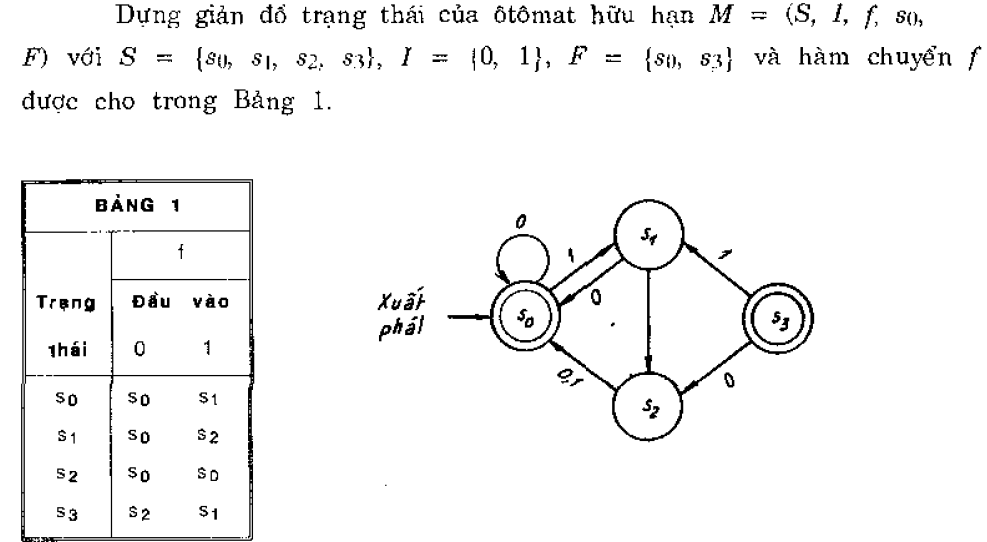 Dựng giản đồ trạng thái của ôtômat hữu hạn M = (S, I, f, s0,
F) với S = {s0, s1, s2, s3}, I = {0, 1}, F = {s0, s3} và hàm chuyển f
được cho trong Bảng 1.
BẢNG 1
f
Trạng Đầu vào
thái 0 1
s0 s0 s1
s1 s0 s2
s2 s0 s0
s3 s2 s1
0
s1
1
1
0
Xuất
phát
s0
s3
0,1
0
s2